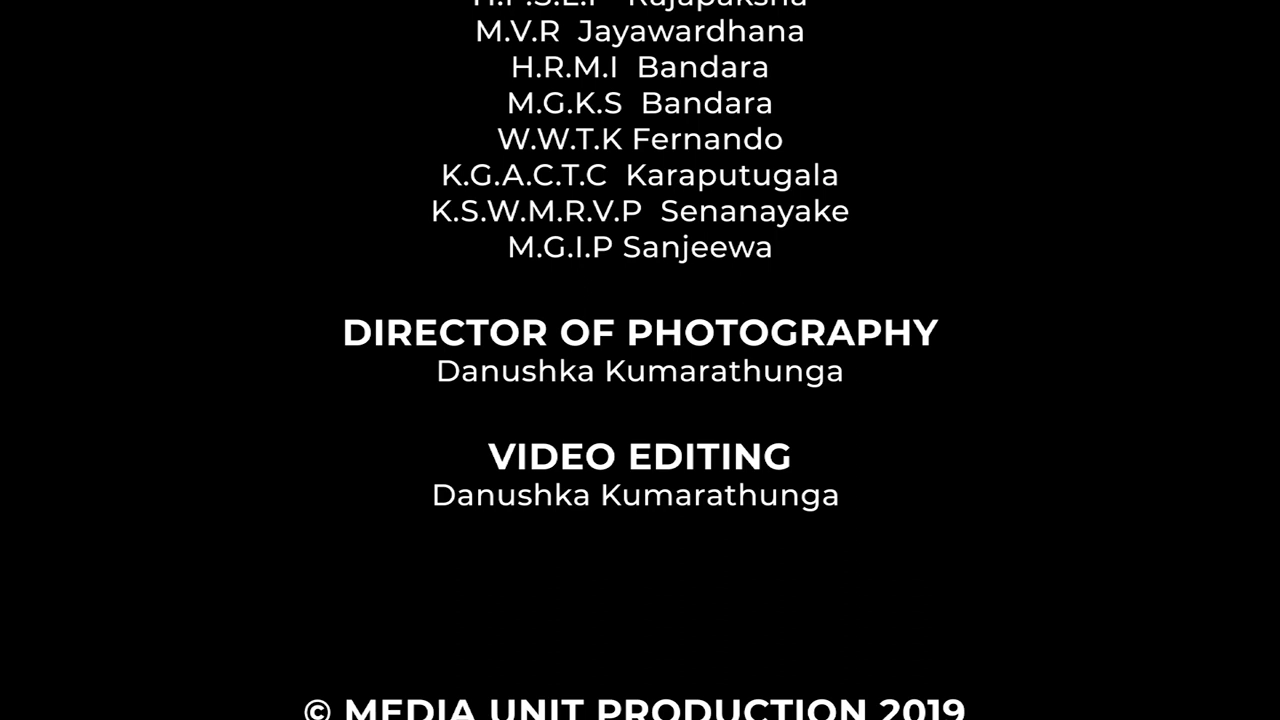 Rajapaksha
M.V.R Jayawardhana
H.R.M.I Bandara
M.G.K.S Bandara
W.W.T.K Fernando
K.G.A.C.T.C Karaputugala
K.S.W.M.R.V.P Senanayake
M.G.I.P Sanjeewa
DIRECTOR OF PHOTOGRAPHY
Danushka Kumarathunga
VIDEO EDITING
Danushka Kumarathunga
© MEDIA UNIT PRODUCTION 2019